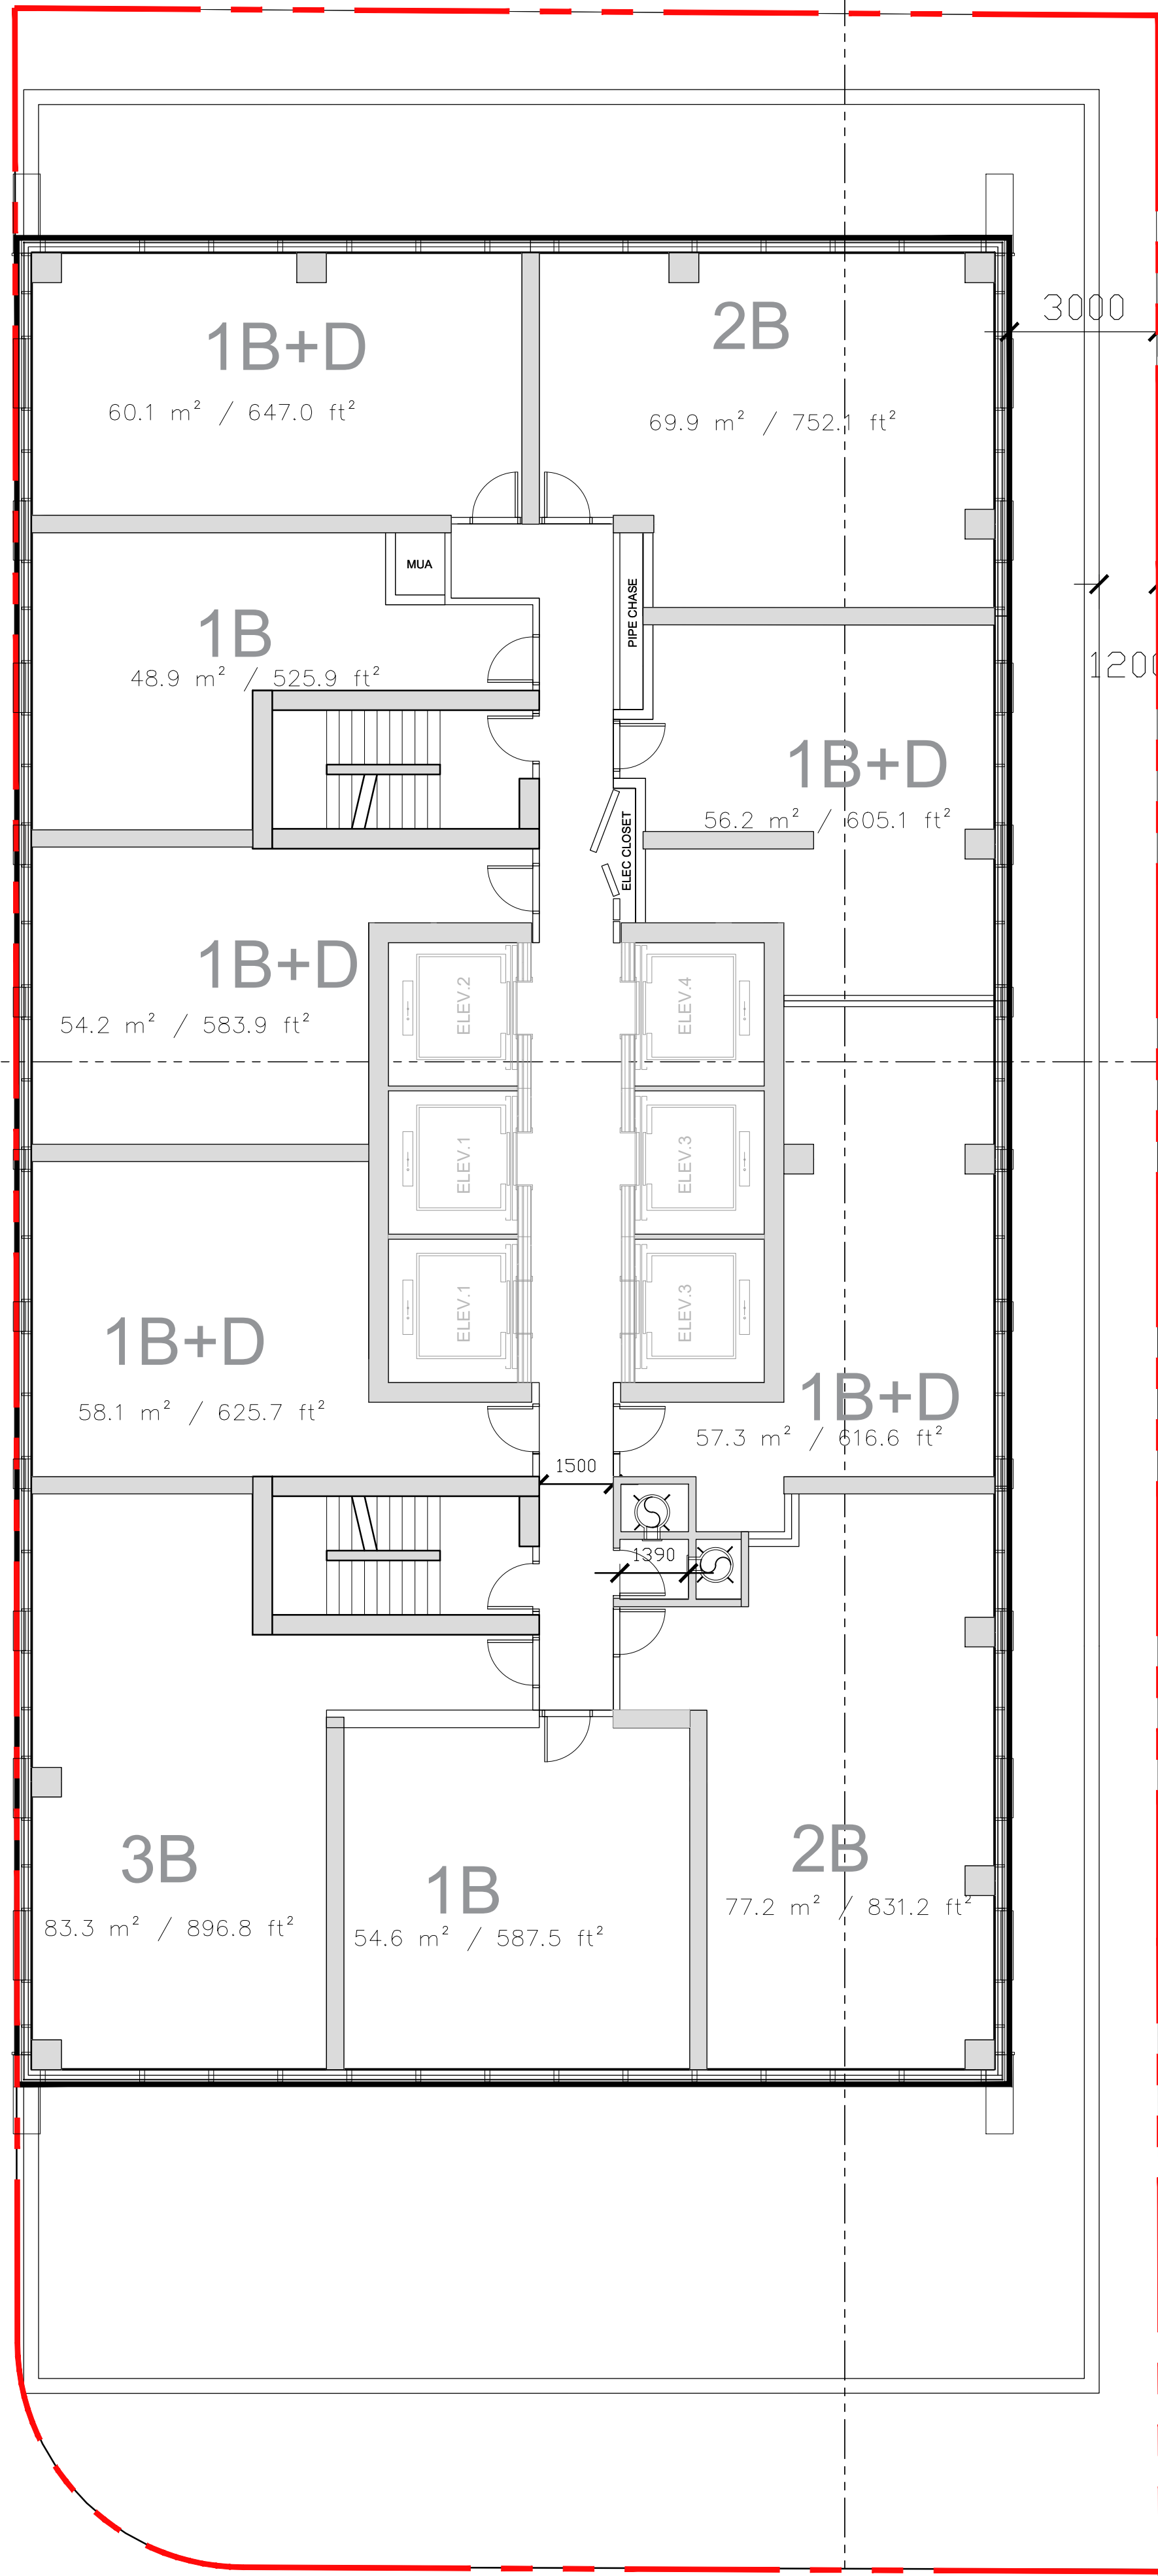 3000
1B+D
60.1 m² / 647.0 ft²
2B
69.9 m² / 752.1 ft²
MUA
PIPE CHASE
1B
48.9 m² / 525.9 ft²
1200
1B+D
56.2 m² / 605.1 ft²
ELEC CLOSET
1B+D
54.2 m² / 583.9 ft²
ELEV.2
ELEV.4
ELEV.1
ELEV.3
ELEV.1
ELEV.3
1B+D
58.1 m² / 625.7 ft²
1B+D
57.3 m² / 616.6 ft²
1500
1390
3B
83.3 m² / 896.8 ft²
1B
54.6 m² / 587.5 ft²
2B
77.2 m² / 831.2 ft²